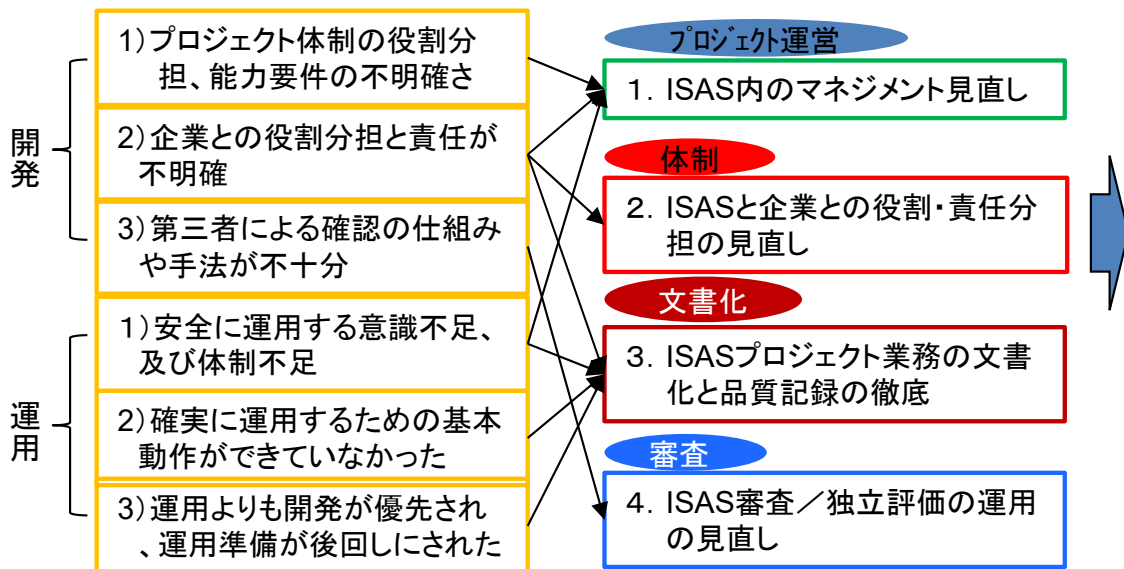 開発
1)プロジェクト体制の役割分
担、能力要件の不明確さ
2)企業との役割分担と責任が
不明確
3)第三者による確認の仕組み
や手法が不十分
運用
1)安全に運用する意識不足、
及び体制不足
2)確実に運用するための基本
動作ができていなかった
3)運用よりも開発が優先され
、運用準備が後回しにされた
プロジェクト運営
1. ISAS内のマネジメント見直し
体制
2. ISASと企業との役割・責任分
担の見直し
文書化
3. ISASプロジェクト業務の文書
化と品質記録の徹底
審査
4. ISAS審査/独立評価の運用
の見直し